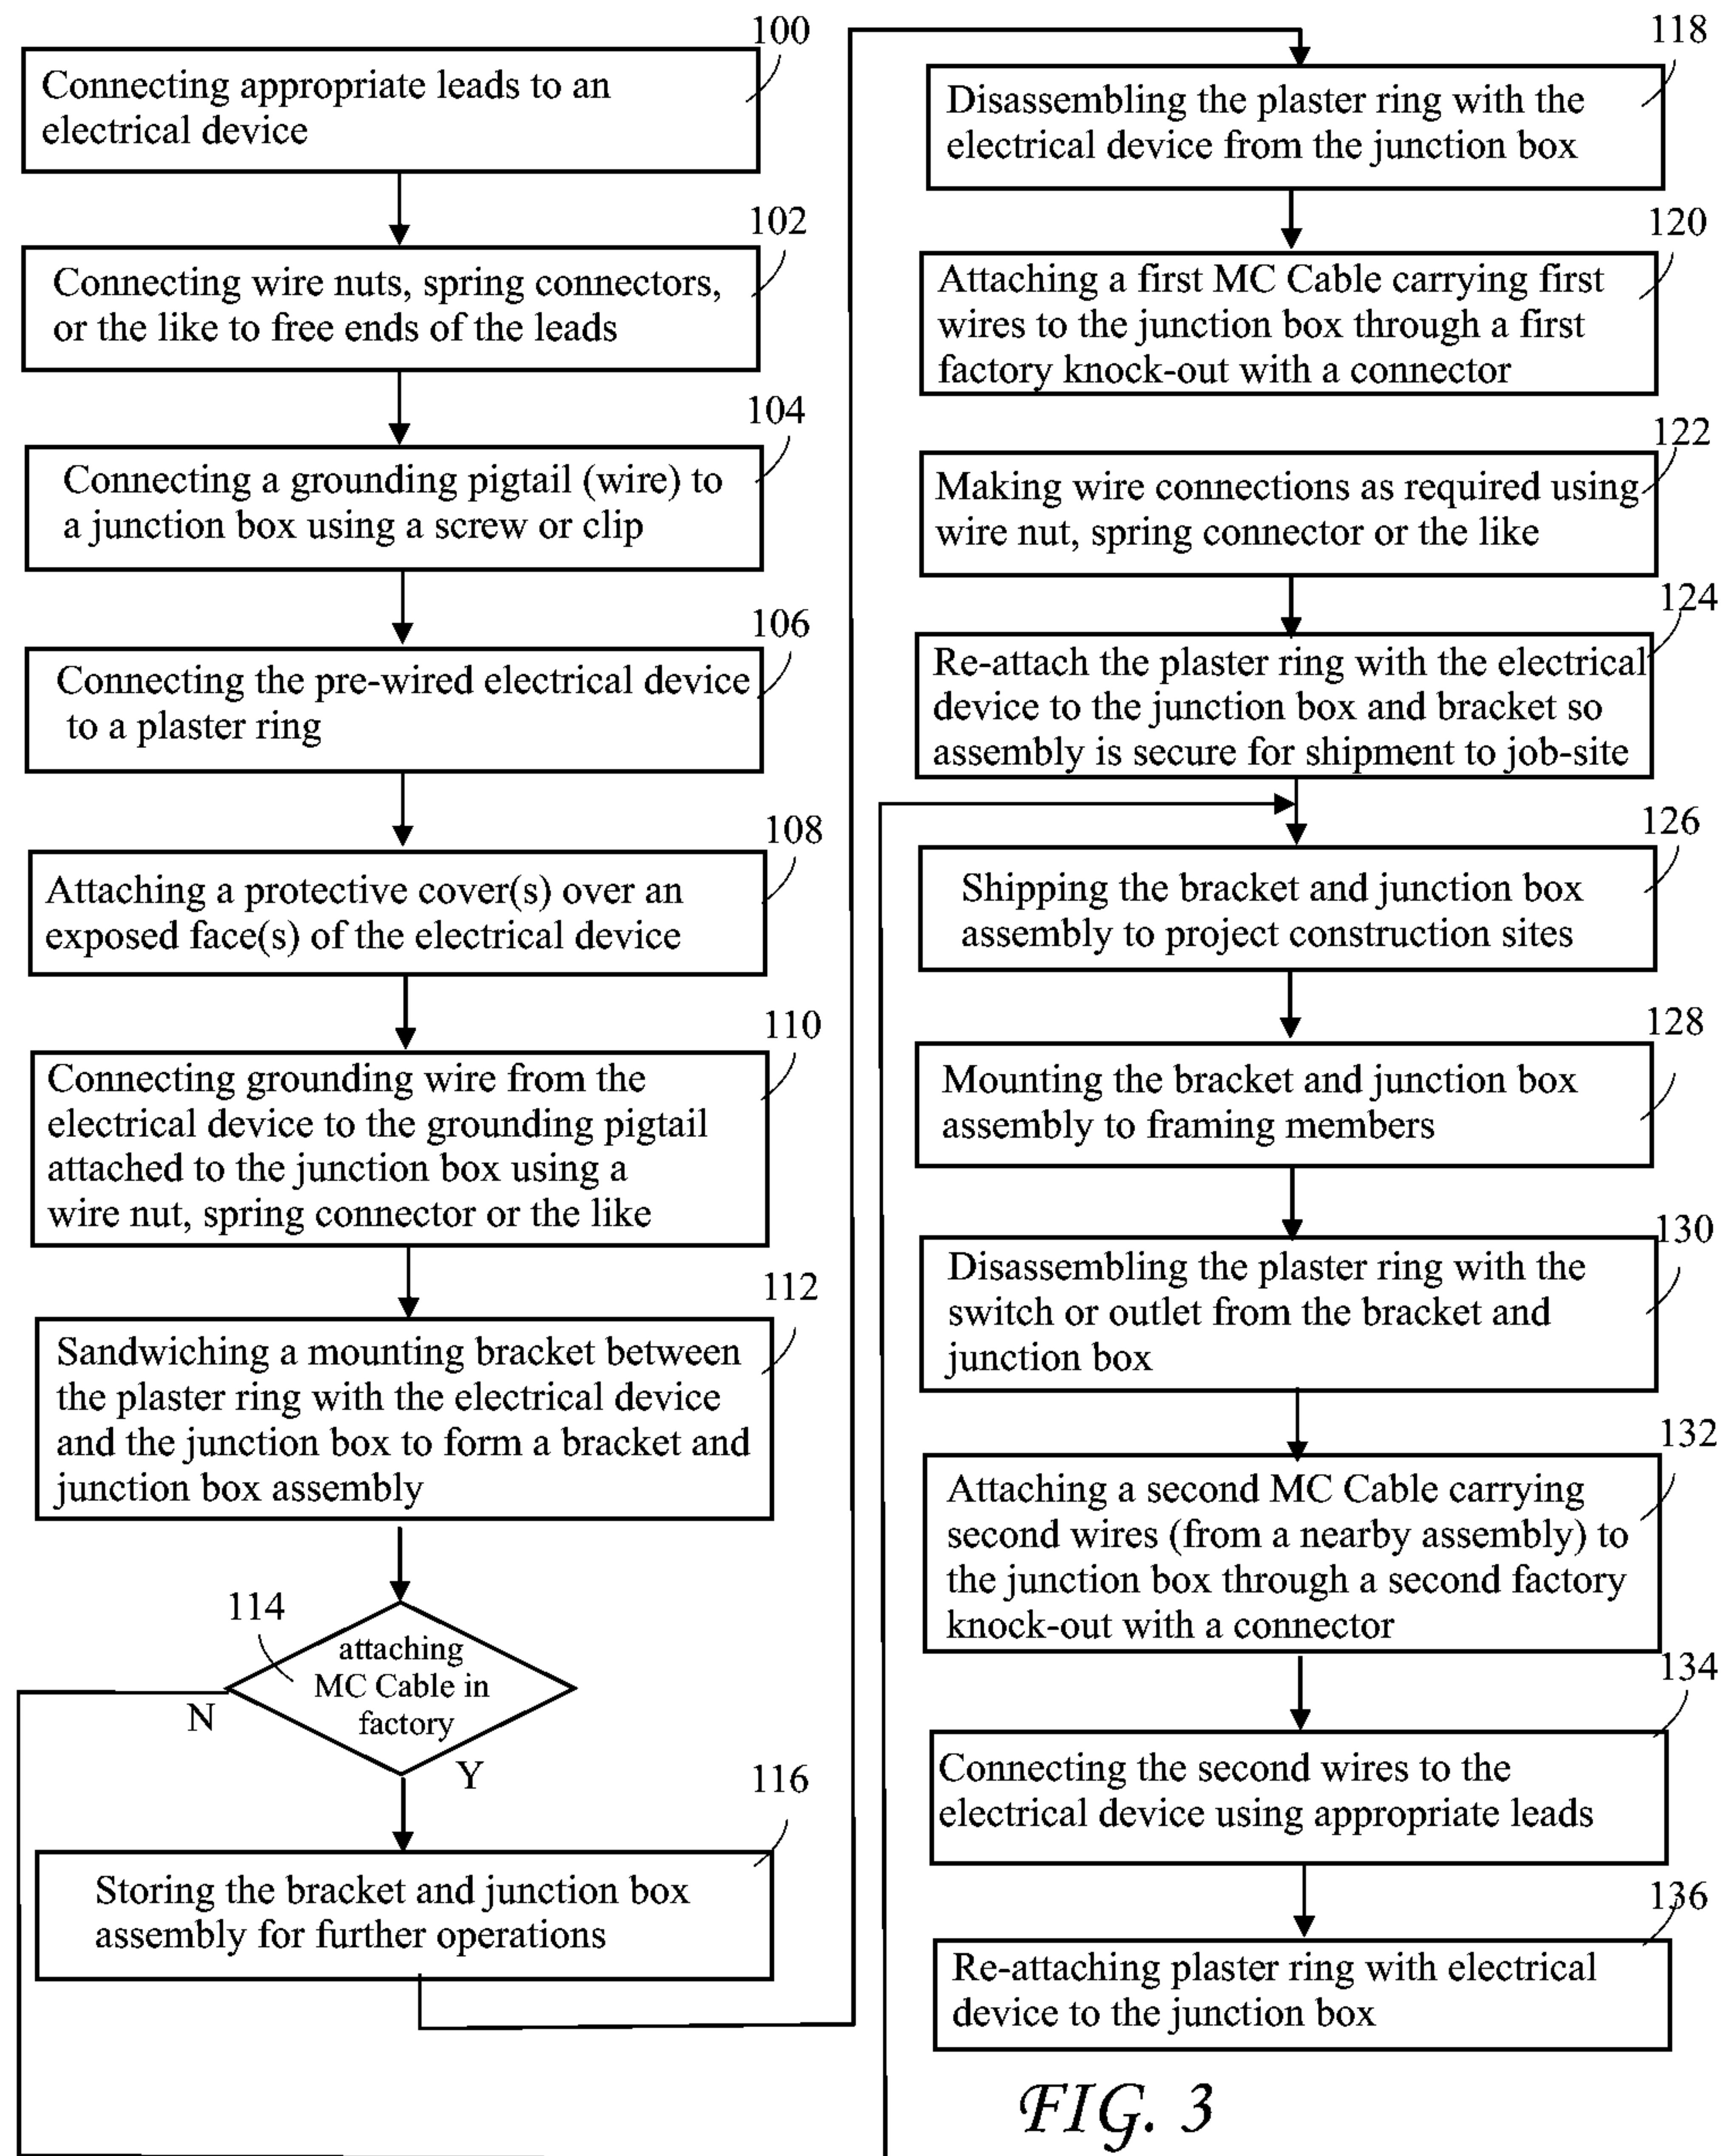 100
Connecting appropriate leads to an
electrical device
102
Connecting wire nuts, spring connectors,
or the like to free ends of the leads
104
Connecting a grounding pigtail (wire) to
a junction box using a screw or clip
106
Connecting the pre-wired electrical device
to a plaster ring
108
Attaching a protective cover(s) over an
exposed face(s) of the electrical device
110
Connecting grounding wire from the
electrical device to the grounding pigtail
attached to the junction box using a
wire nut, spring connector or the like
112
Sandwiching a mounting bracket between
the plaster ring with the electrical device
and the junction box to form a bracket and
junction box assembly
114
attaching
MC Cable in
factory
N
Y
116
Storing the bracket and junction box
assembly for further operations
118
Disassembling the plaster ring with the
electrical device from the junction box
120
Attaching a first MC Cable carrying first
wires to the junction box through a first
factory knock-out with a connector
122
Making wire connections as required using
wire nut, spring connector or the like
124
Re-attach the plaster ring with the electrical
device to the junction box and bracket so
assembly is secure for shipment to job-site
126
Shipping the bracket and junction box
assembly to project construction sites
128
Mounting the bracket and junction box
assembly to framing members
130
Disassembling the plaster ring with the
switch or outlet from the bracket and
junction box
132
Attaching a second MC Cable carrying
second wires (from a nearby assembly) to
the junction box through a second factory
knock-out with a connector
134
Connecting the second wires to the
electrical device using appropriate leads
136
Re-attaching plaster ring with electrical
device to the junction box
FIG. 3